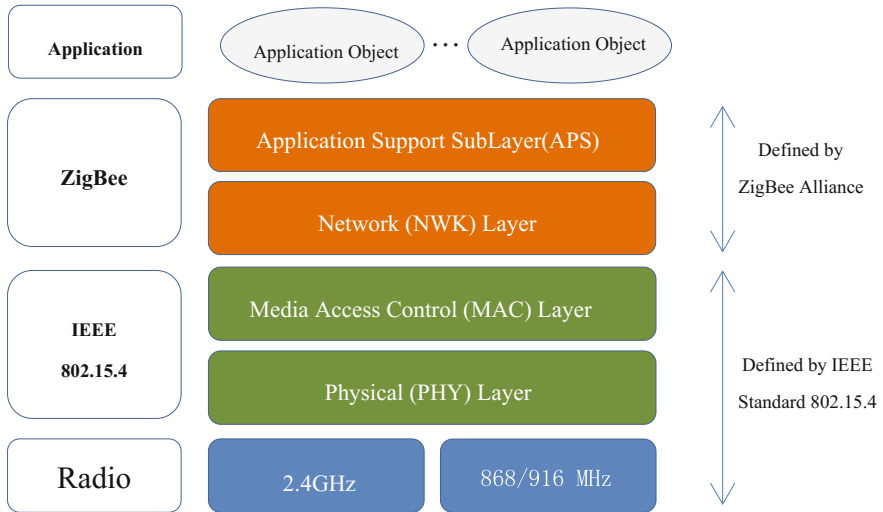 Application
Application Object
...
Application Object
ZigBee
Application Support SubLayer(APS)
Network (NWK) Layer
Defined by
ZigBee Alliance
IEEE
802.15.4
Media Access Control (MAC) Layer
Physical (PHY) Layer
Defined by IEEE
Standard 802.15.4
Radio
2.4GHz
868/916 MHz